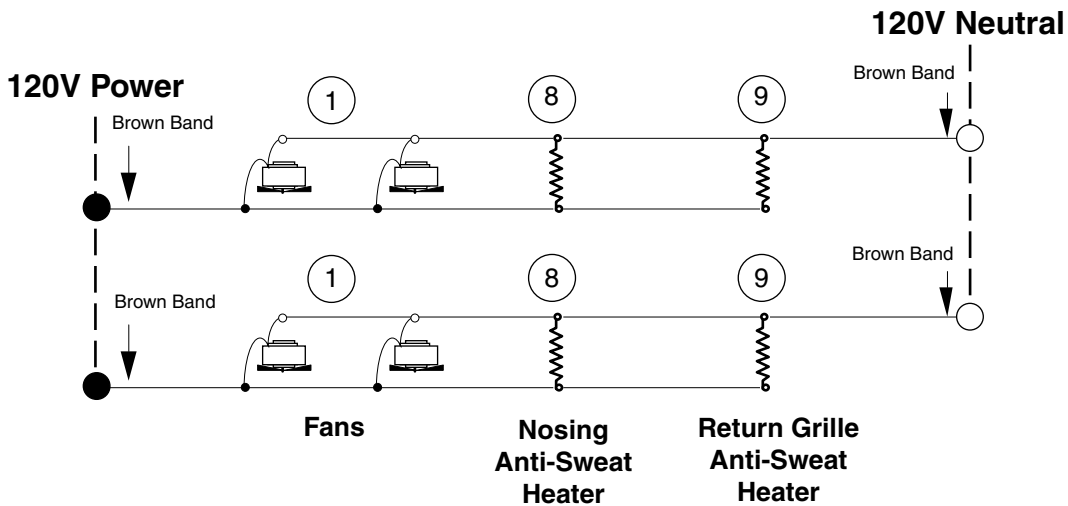 120V Neutral
120V Power
Brown Band
Brown Band
1
8
9
Brown Band
Brown Band
1
8
9
Fans
Nosing
Anti-Sweat
Heater
Return Grille
Anti-Sweat
Heater